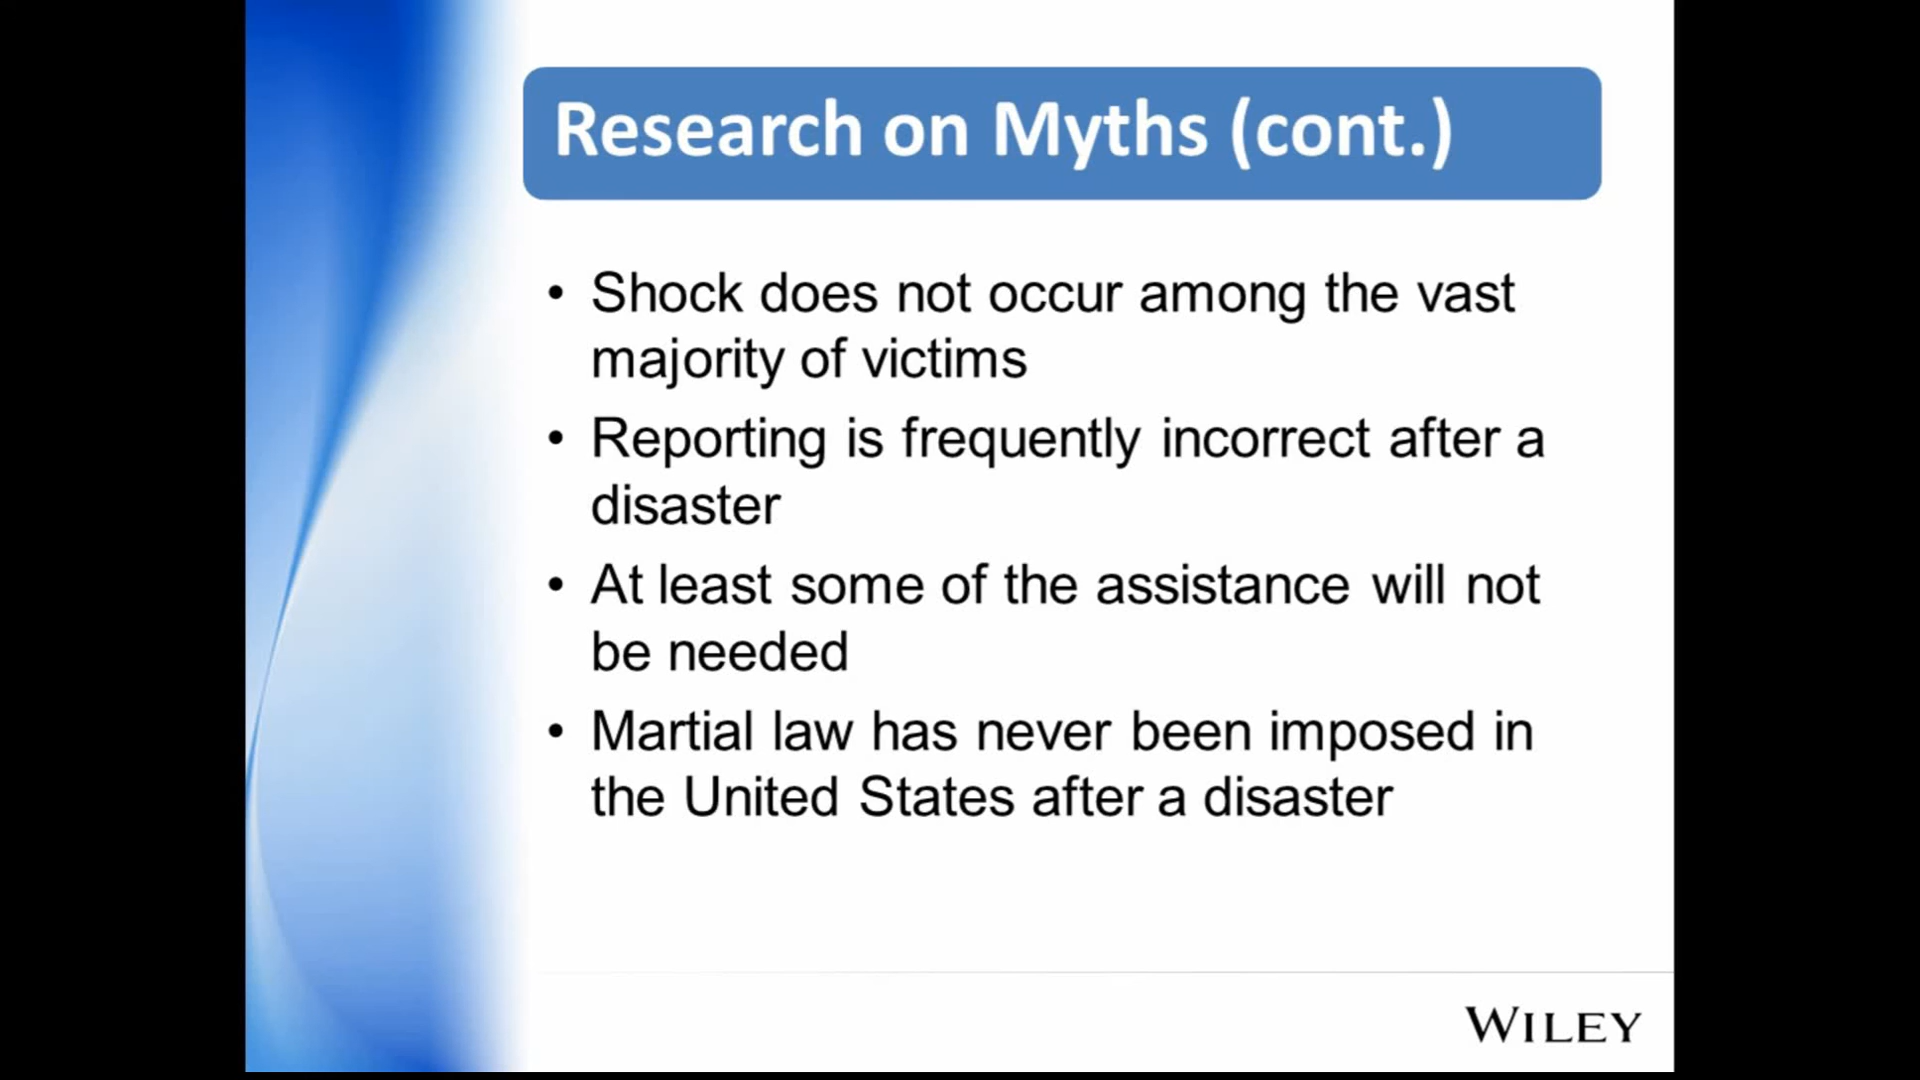 Research on Myths (cont.)
• Shock does not occur among the vast
majority of victims
• Reporting is frequently incorrect after a
disaster
• At least some of the assistance will not
be needed
• Martial law has never been imposed in
the United States after a disaster
WILEY